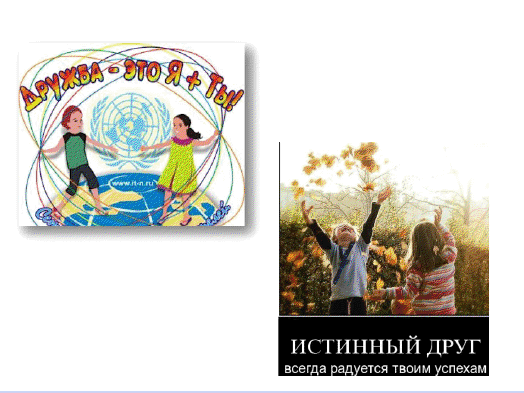 Дружба - это Я + Ты!
www.it-n.ru
ИСТИННЫЙ ДРУГ
всегда радуется твоим успехам